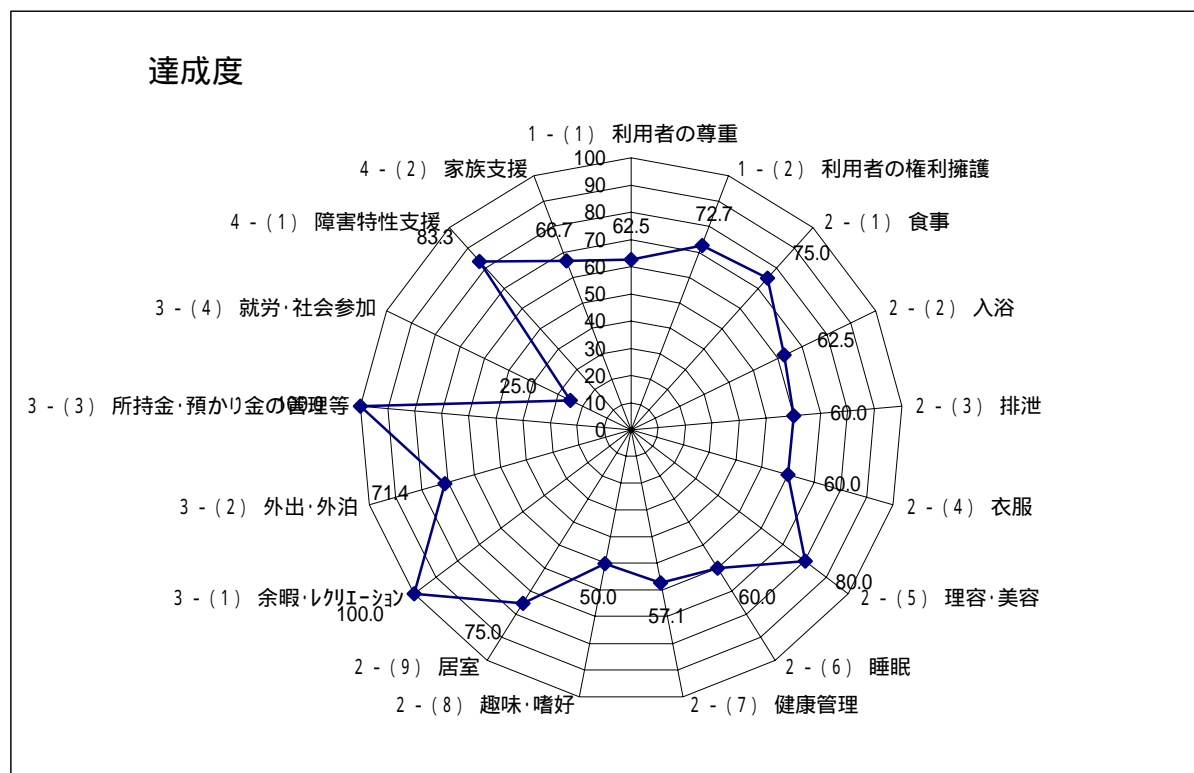 達成度
1-(1) 利用者の尊重
1-(2) 利用者の権利擁護
2-(1) 食事
2-(2) 入浴
2-(3) 排泄
2-(4) 衣服
2-(5) 理容・美容
2-(6) 睡眠
2-(7) 健康管理
2-(8) 趣味・嗜好
2-(9) 居室
3-(1) 余暇・ﾚｸﾘｴｰｼｮﾝ
3-(2) 外出・外泊
3-(3) 所持金・預かり金の管理等
3-(4) 就労・社会参加
4-(1) 障害特性支援
4-(2) 家族支援
100
90
80
70
60
50
40
30
20
10
0
62.5
72.7
75.0
62.5
60.0
60.0
80.0
60.0
57.1
50.0
75.0
100.0
71.4
100.0
25.0
83.3
66.7